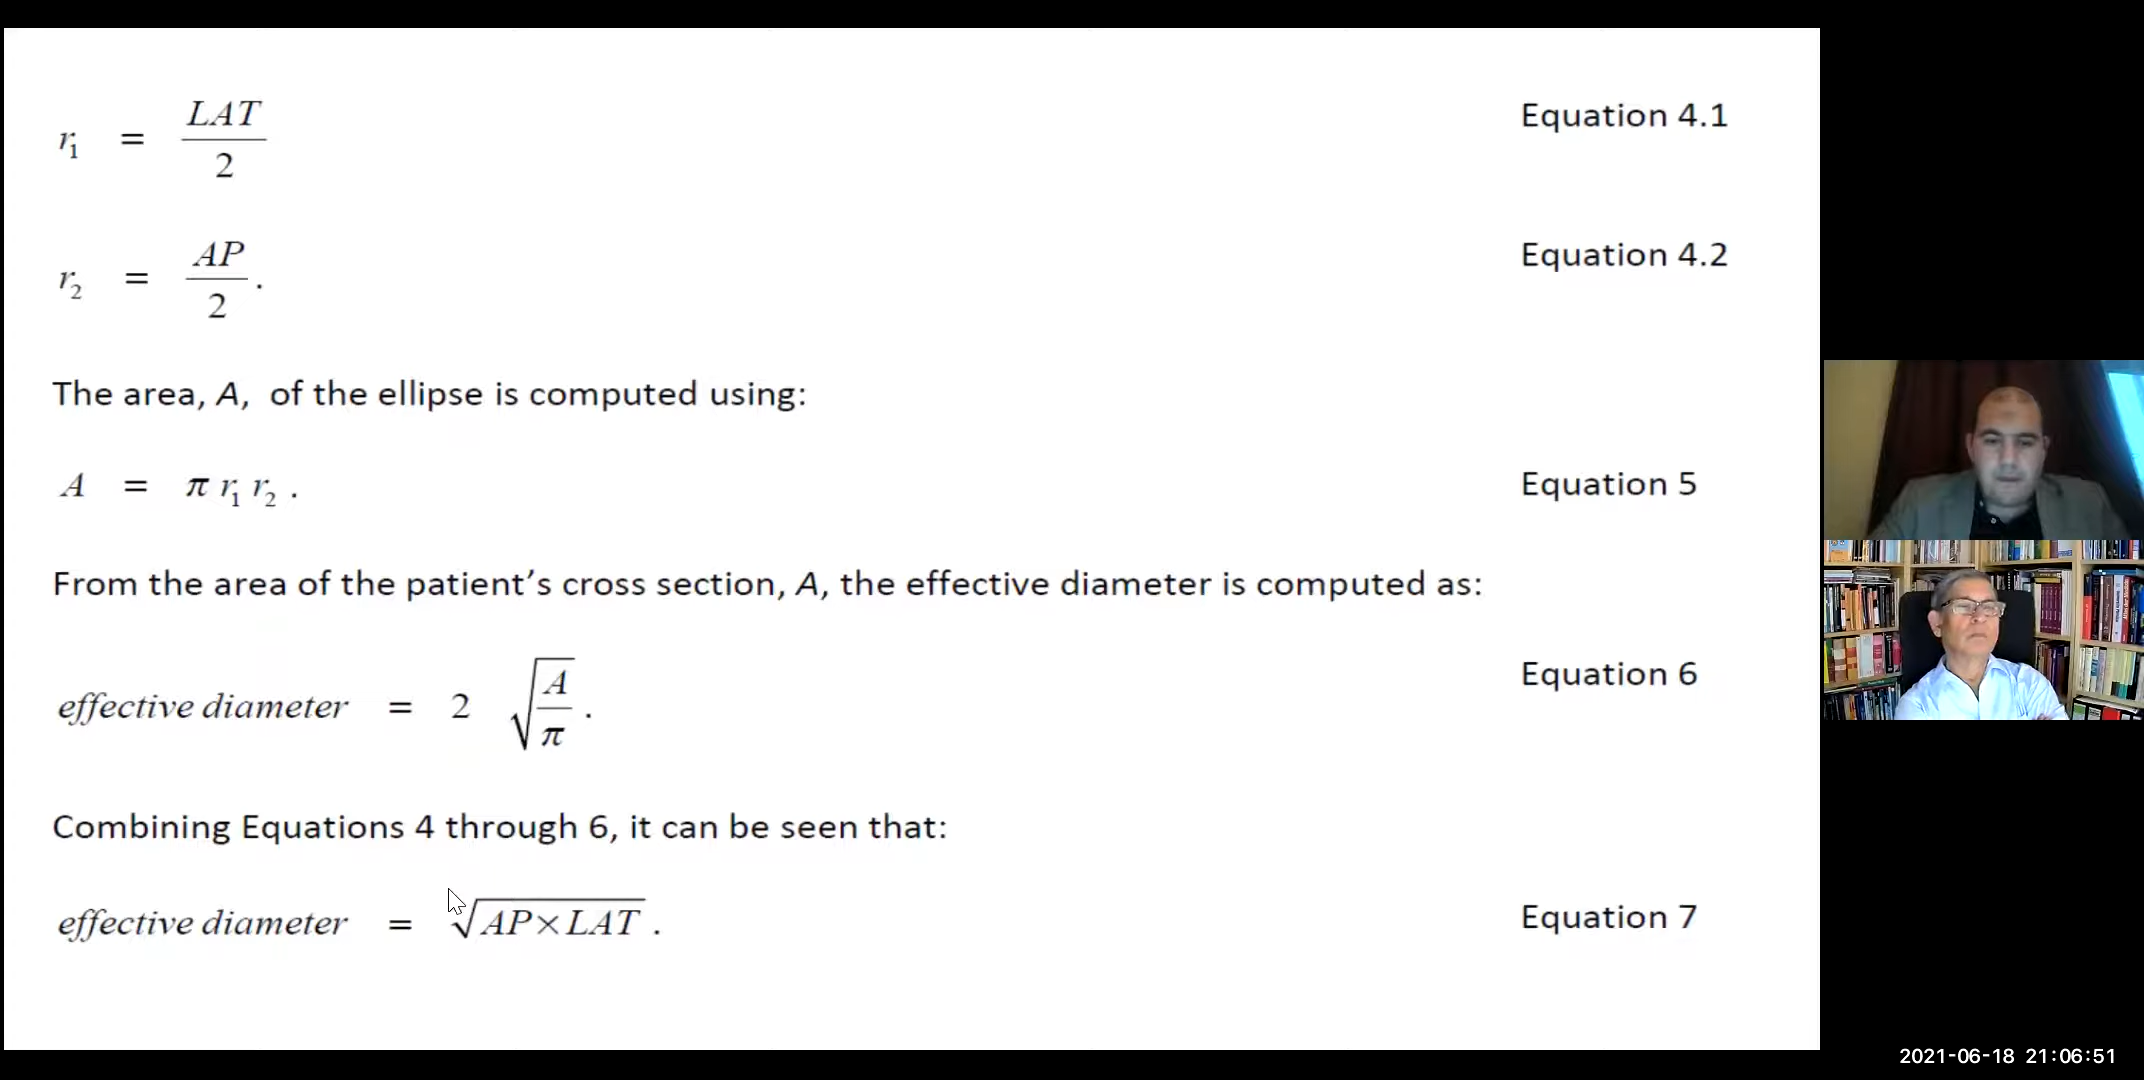 r₁ = LAT/2 Equation 4.1
r₂ = AP/2. Equation 4.2
The area, A, of the ellipse is computed using:
A = π r₁ r₂ . Equation 5
From the area of the patient’s cross section, A, the effective diameter is computed as:
effective diameter = 2 √(A/π) . Equation 6
Combining Equations 4 through 6, it can be seen that:
effective diameter = √(AP×LAT) . Equation 7
2021-06-18 21:06:51